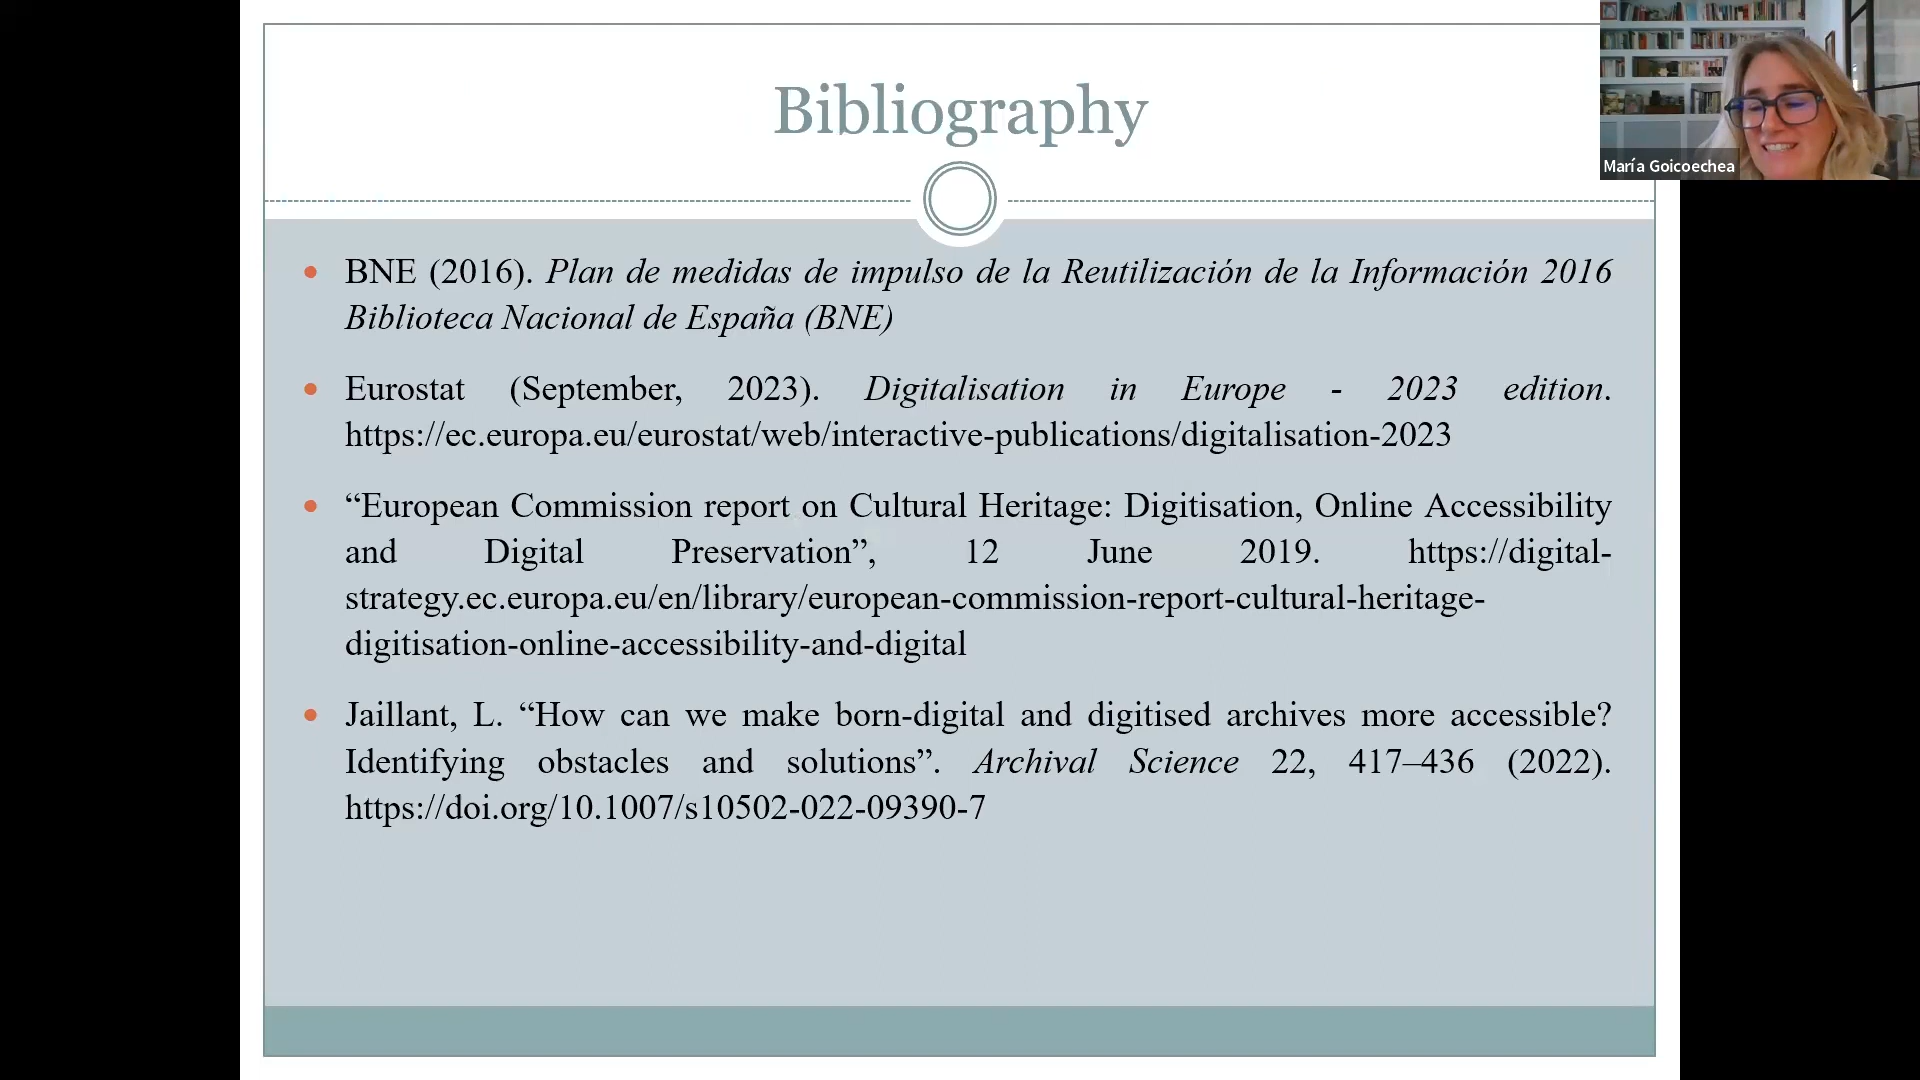 Bibliography
María Goicoechea
BNE (2016). Plan de medidas de impulso de la Reutilización de la Información 2016
Biblioteca Nacional de España (BNE)
Eurostat (September, 2023). Digitalisation in Europe - 2023 edition.
https://ec.europa.eu/eurostat/web/interactive-publications/digitalisation-2023
“European Commission report on Cultural Heritage: Digitisation, Online Accessibility
and Digital Preservation”, 12 June 2019. https://digital-
strategy.ec.europa.eu/en/library/european-commission-report-cultural-heritage-
digitisation-online-accessibility-and-digital
Jaillant, L. “How can we make born-digital and digitised archives more accessible?
Identifying obstacles and solutions”. Archival Science 22, 417–436 (2022).
https://doi.org/10.1007/s10502-022-09390-7